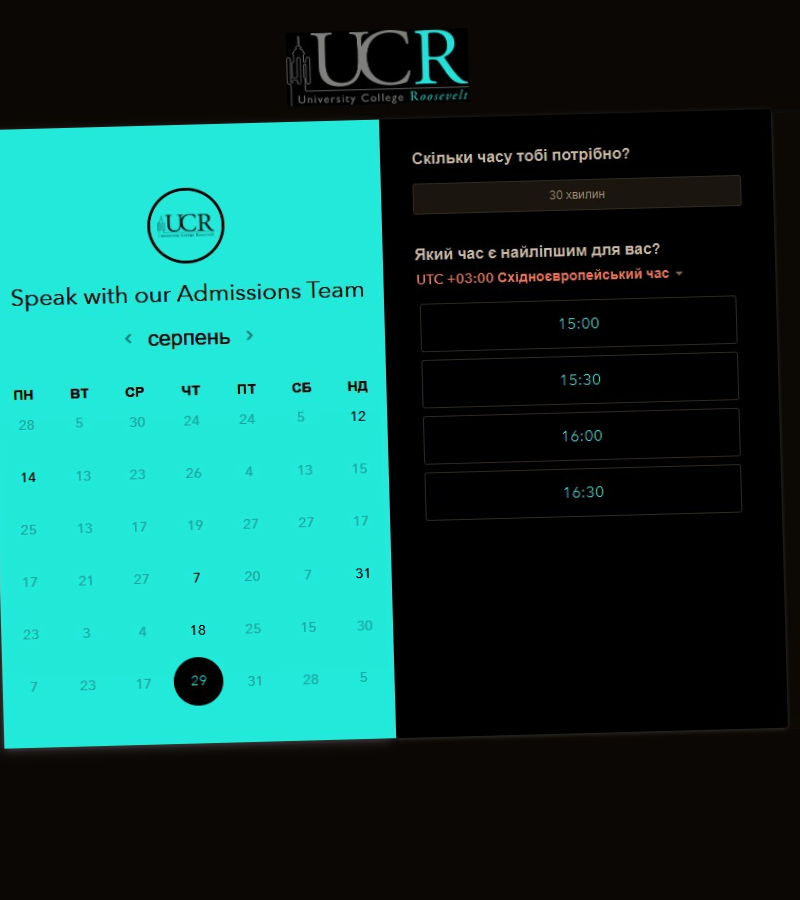 UCR
University College Roosevelt
UCR
Speak with our Admissions Team
серпень
ПН ВТ СР ЧТ ПТ СБ НД
28 5 30 24 24 5 12
14 13 23 26 4 13 15
25 13 17 19 27 27 17
17 21 27 7 20 7 31
23 3 4 18 25 15 30
7 23 17 29 31 28 5
Скільки часу тобі потрібно?
30 хвилин
Який час є найліпшим для вас?
UTC +03:00 Східноєвропейський час
15:00
15:30
16:00
16:30